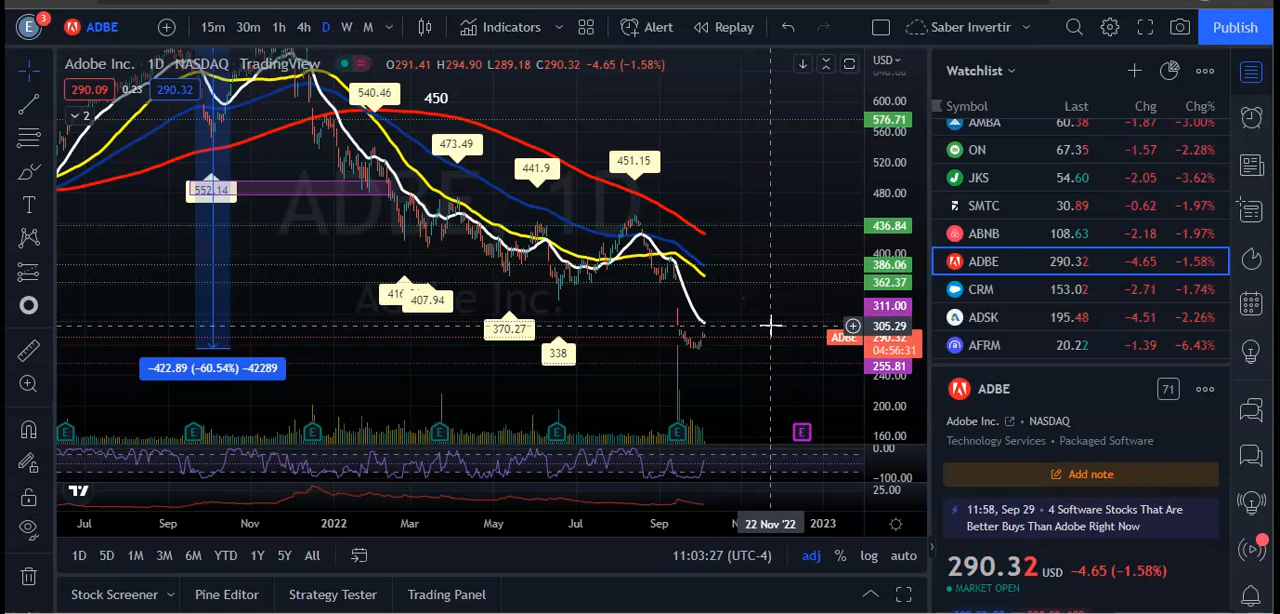 E 3 ADBE 15m 30m 1h 4h D W M Indicators Alert Replay Saber Invertir Publish
Adobe Inc. 1D NASDAQ TradingView O291.41 H294.90 L289.18 C290.32 −4.65 (−1.58%) USD
290.09 0.23 290.32
2
540.46
450
473.49
441.9
451.15
552.14
407.94
370.27
338
−422.89 (−60.54%) −42289
ADBE 1D
Adobe Inc.
600.00
576.71
560.00
520.00
480.00
436.84
400.00
386.06
362.37
311.00
305.29
ADBE 290.32
04:56:31
255.81
240.00
200.00
160.00
0.00
−100.00
25.00
E E E E E E E
Jul Sep Nov 2022 Mar May Jul Sep 22 Nov '22 2023
1D 5D 1M 3M 6M YTD 1Y 5Y All 11:03:27 (UTC-4) adj % log auto
Stock Screener Pine Editor Strategy Tester Trading Panel
Watchlist
Symbol Last Chg Chg%
AMBA 60.38 −1.87 −3.00%
ON 67.35 −1.57 −2.28%
JKS 54.60 −2.05 −3.62%
SMTC 30.89 −0.62 −1.97%
ABNB 108.63 −2.18 −1.97%
ADBE 290.32 −4.65 −1.58%
CRM 153.02 −2.71 −1.74%
ADSK 195.48 −4.51 −2.26%
AFRM 20.22 −1.39 −6.43%
ADBE 71
Adobe Inc. NASDAQ
Technology Services • Packaged Software
Add note
11:58, Sep 29 • 4 Software Stocks That Are
Better Buys Than Adobe Right Now
290.32 USD −4.65 (−1.58%)
MARKET OPEN